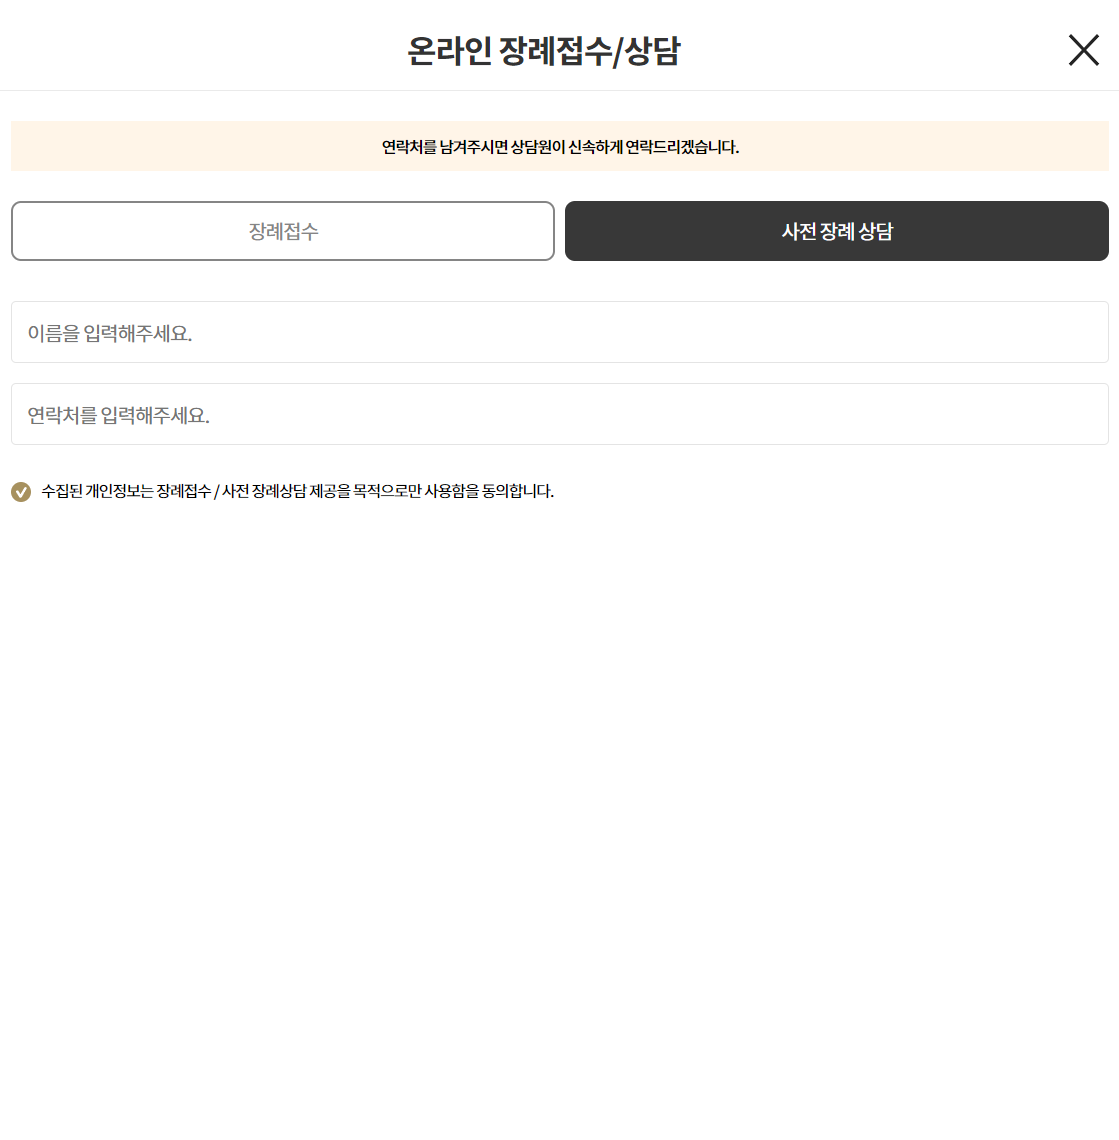 온라인 장례접수/상담
연락처를 남겨주시면 상담원이 신속하게 연락드리겠습니다.
장례접수
사전 장례 상담
이름을 입력해주세요.
연락처를 입력해주세요.
수집된 개인정보는 장례접수 / 사전 장례상담 제공을 목적으로만 사용함을 동의합니다.